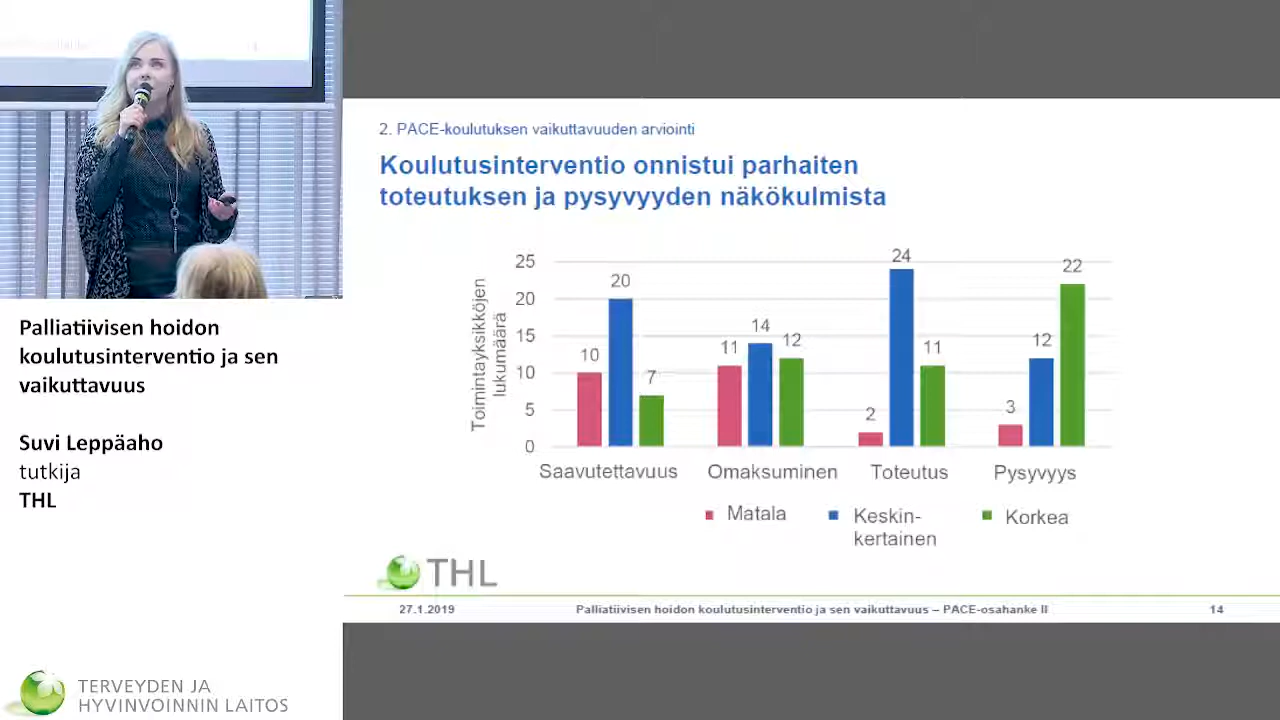 Palliatiivisen hoidon
koulutusinterventio ja sen
vaikuttavuus
Suvi Leppäaho
tutkija
THL
TERVEYDEN JA
HYVINVOINNIN LAITOS
2. PACE-koulutuksen vaikuttavuuden arviointi
Koulutusinterventio onnistui parhaiten
toteutuksen ja pysyvyyden näkökulmista
Toimintayksikköjen
lukumäärä
25
20
15
10
5
0
10
20
7
11
14
12
2
24
11
3
12
22
Saavutettavuus
Omaksuminen
Toteutus
Pysyvyys
Matala
Keskin-
kertainen
Korkea
THL
27.1.2019
Palliatiivisen hoidon koulutusinterventio ja sen vaikuttavuus – PACE-osahanke II
14